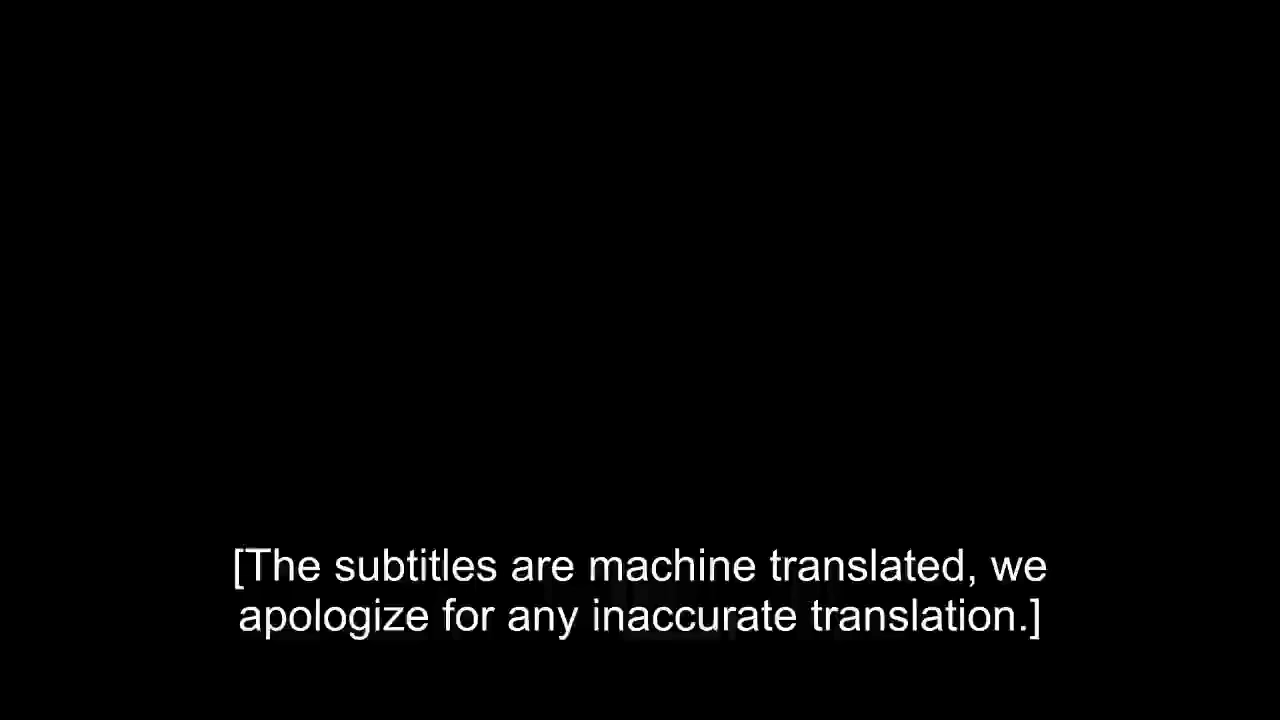 [The subtitles are machine translated, we
apologize for any inaccurate translation.]